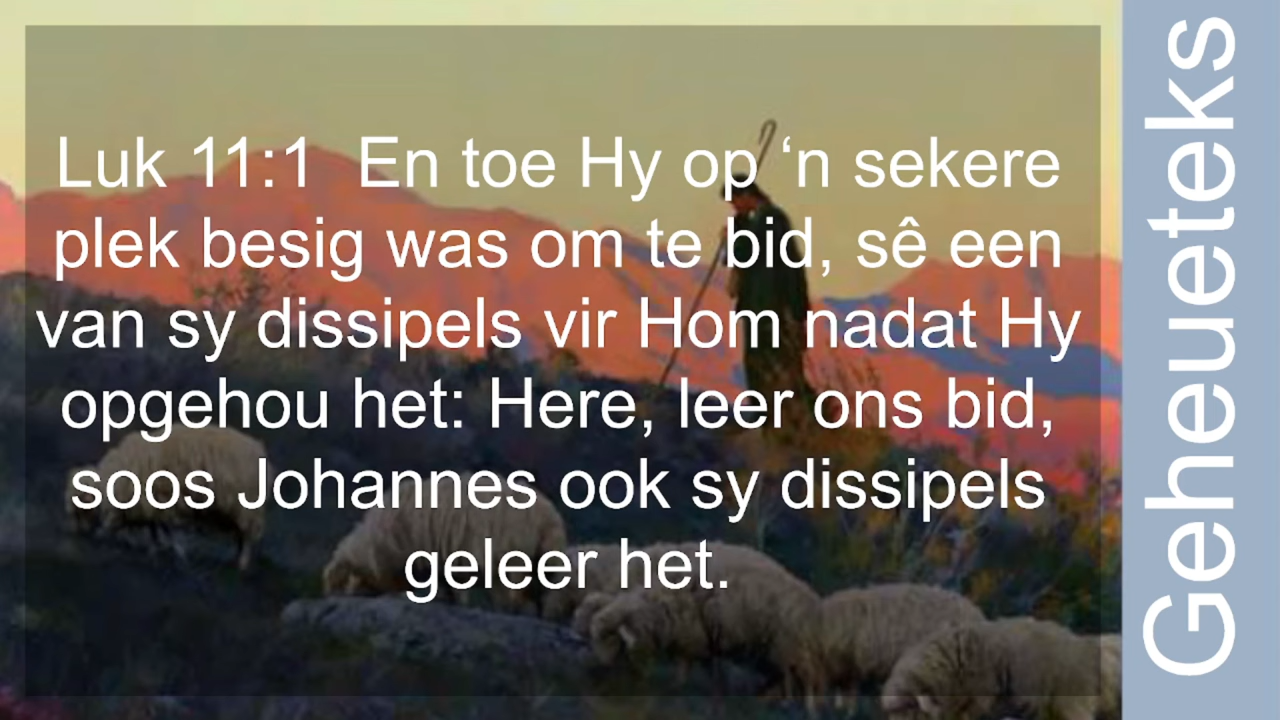 Luk 11:1  En toe Hy op ‘n sekere
plek besig was om te bid, sê een
van sy dissipels vir Hom nadat Hy
opgehou het: Here, leer ons bid,
soos Johannes ook sy dissipels
geleer het.
Geheueteks